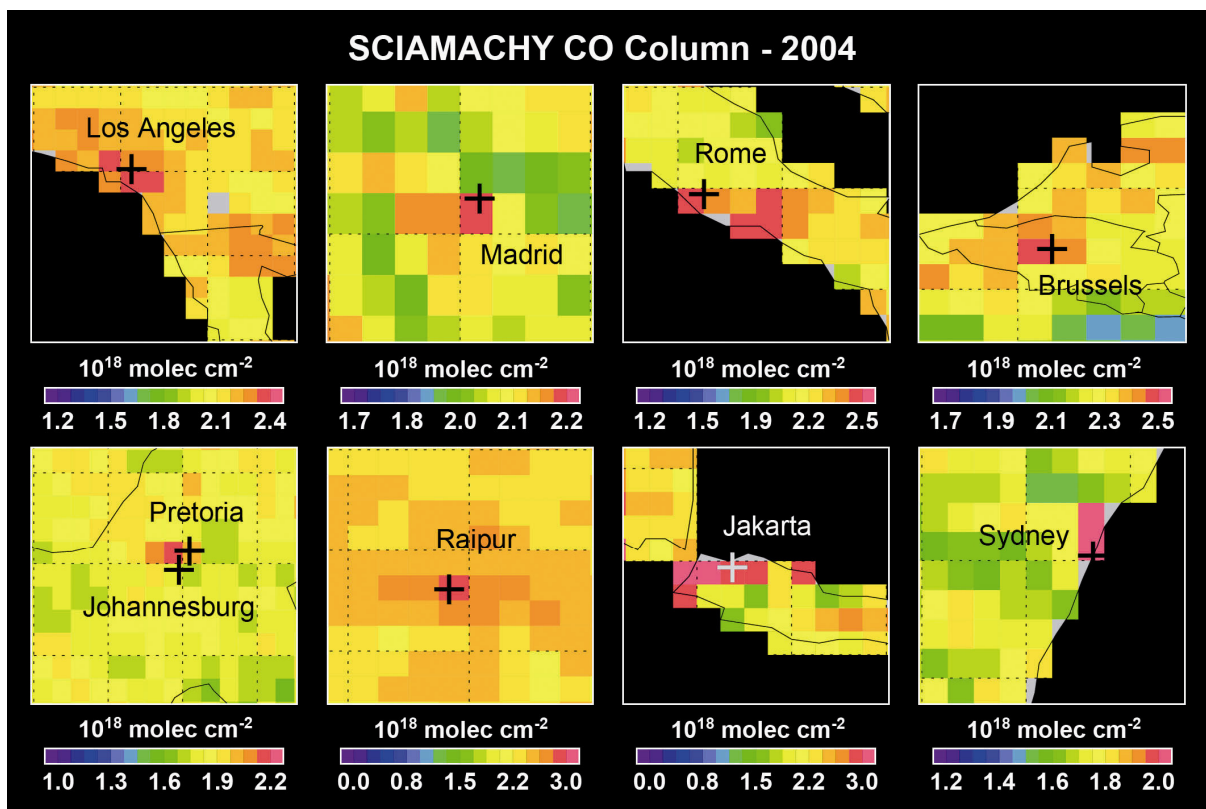 SCIAMACHY CO Column - 2004
Los Angeles
Madrid
Rome
Brussels
10¹⁸ molec cm⁻²
10¹⁸ molec cm⁻²
10¹⁸ molec cm⁻²
10¹⁸ molec cm⁻²
1.2 1.5 1.8 2.1 2.4
1.7 1.8 2.0 2.1 2.2
1.2 1.5 1.9 2.2 2.5
1.7 1.9 2.1 2.3 2.5
Pretoria
Johannesburg
Raipur
Jakarta
Sydney
10¹⁸ molec cm⁻²
10¹⁸ molec cm⁻²
10¹⁸ molec cm⁻²
10¹⁸ molec cm⁻²
1.0 1.3 1.6 1.9 2.2
0.0 0.8 1.5 2.2 3.0
0.0 0.8 1.5 2.2 3.0
1.2 1.4 1.6 1.8 2.0